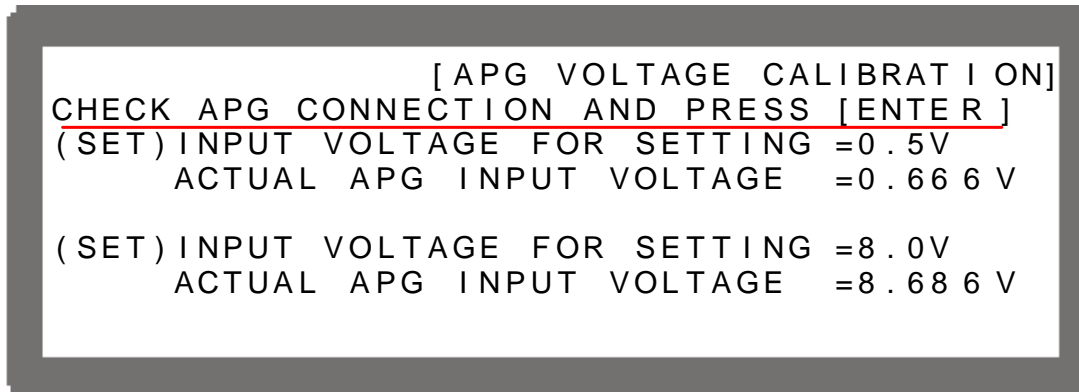 [APG VOLTAGE CALIBRATION]
CHECK APG CONNECTION AND PRESS [ENTER]
(SET)INPUT VOLTAGE FOR SETTING =0.5V
ACTUAL APG INPUT VOLTAGE =0.666V
(SET)INPUT VOLTAGE FOR SETTING =8.0V
ACTUAL APG INPUT VOLTAGE =8.686V